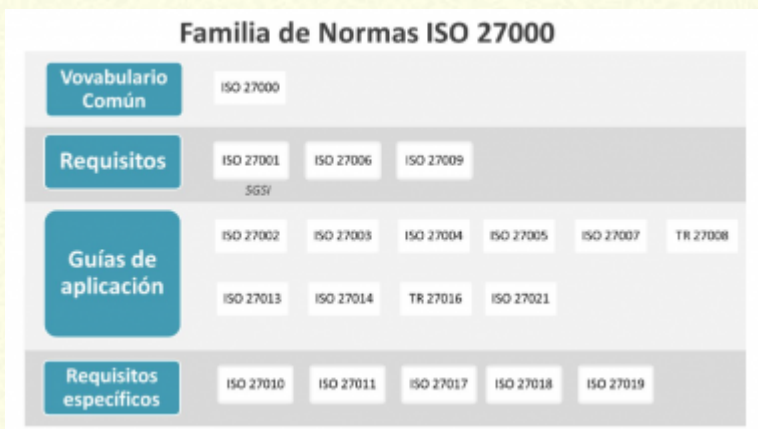 Familia de Normas ISO 27000
Vovabulario
Común
ISO 27000
Requisitos
ISO 27001
ISO 27006
ISO 27009
SGSI
Guías de
aplicación
ISO 27002
ISO 27003
ISO 27004
ISO 27005
ISO 27007
TR 27008
ISO 27013
ISO 27014
TR 27016
ISO 27021
Requisitos
específicos
ISO 27010
ISO 27011
ISO 27017
ISO 27018
ISO 27019